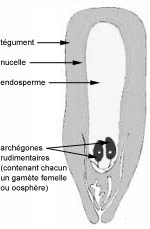 tégument
nucelle
endosperme
archégones
rudimentaires
(contenant chacun
un gamète femelle
ou oosphère)